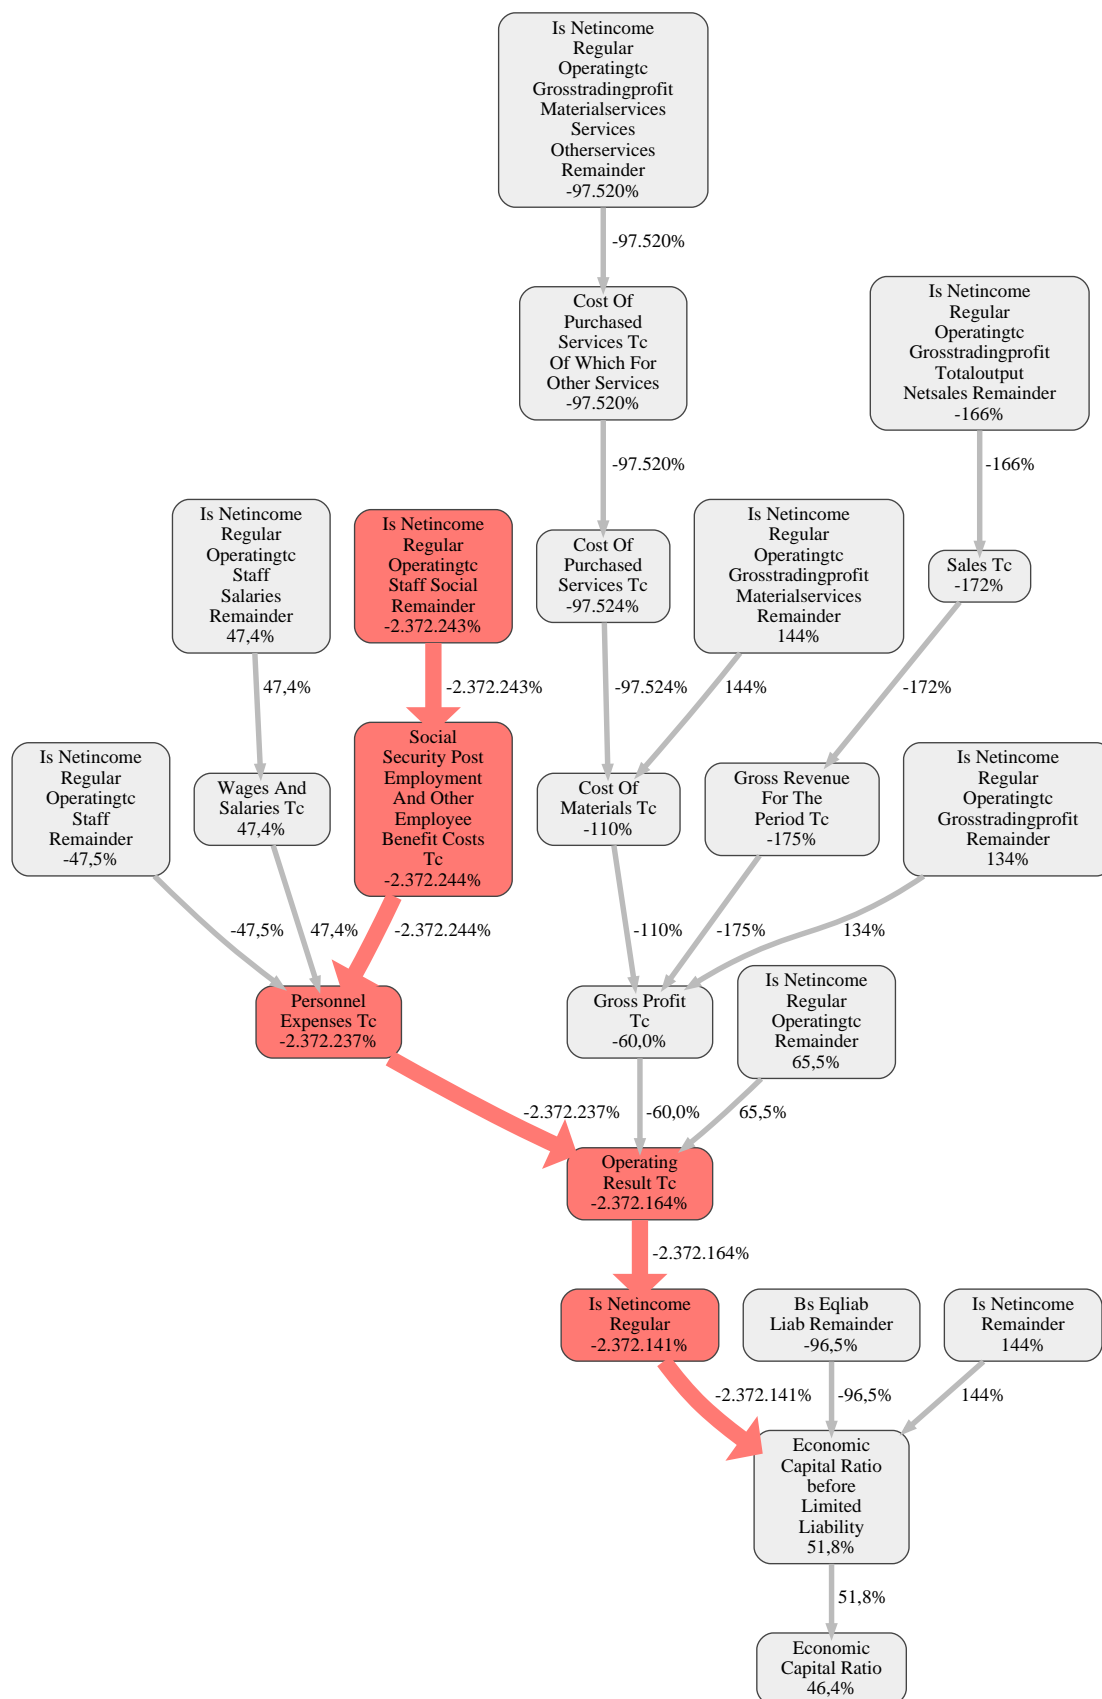 Is Netincome
Regular
Operatingtc
Grosstradingprofit
Materialservices
Services
Otherservices
Remainder
-97.520%
-97.520%
Cost Of
Purchased
Services Tc
Of Which For
Other Services
-97.520%
Is Netincome
Regular
Operatingtc
Grosstradingprofit
Totaloutput
Netsales Remainder
-166%
-97.520%
-166%
Is Netincome
Regular
Operatingtc
Staff
Salaries
Remainder
47,4%
Is Netincome
Regular
Operatingtc
Staff Social
Remainder
-2.372.243%
Cost Of
Purchased
Services Tc
-97.524%
Is Netincome
Regular
Operatingtc
Grosstradingprofit
Materialservices
Remainder
144%
Sales Tc
-172%
47,4%
-2.372.243%
-97.524%
144%
-172%
Is Netincome
Regular
Operatingtc
Staff
Remainder
-47,5%
Wages And
Salaries Tc
47,4%
Social
Security Post
Employment
And Other
Employee
Benefit Costs
Tc
-2.372.244%
Cost Of
Materials Tc
-110%
Gross Revenue
For The
Period Tc
-175%
Is Netincome
Regular
Operatingtc
Grosstradingprofit
Remainder
134%
-47,5%
47,4%
-2.372.244%
-110%
-175%
134%
Personnel
Expenses Tc
-2.372.237%
Gross Profit
Tc
-60,0%
Is Netincome
Regular
Operatingtc
Remainder
65,5%
-2.372.237%
-60,0%
65,5%
Operating
Result Tc
-2.372.164%
-2.372.164%
Is Netincome
Regular
-2.372.141%
Bs Eqliab
Liab Remainder
-96,5%
Is Netincome
Remainder
144%
-2.372.141%
-96,5%
144%
Economic
Capital Ratio
before
Limited
Liability
51,8%
51,8%
Economic
Capital Ratio
46,4%